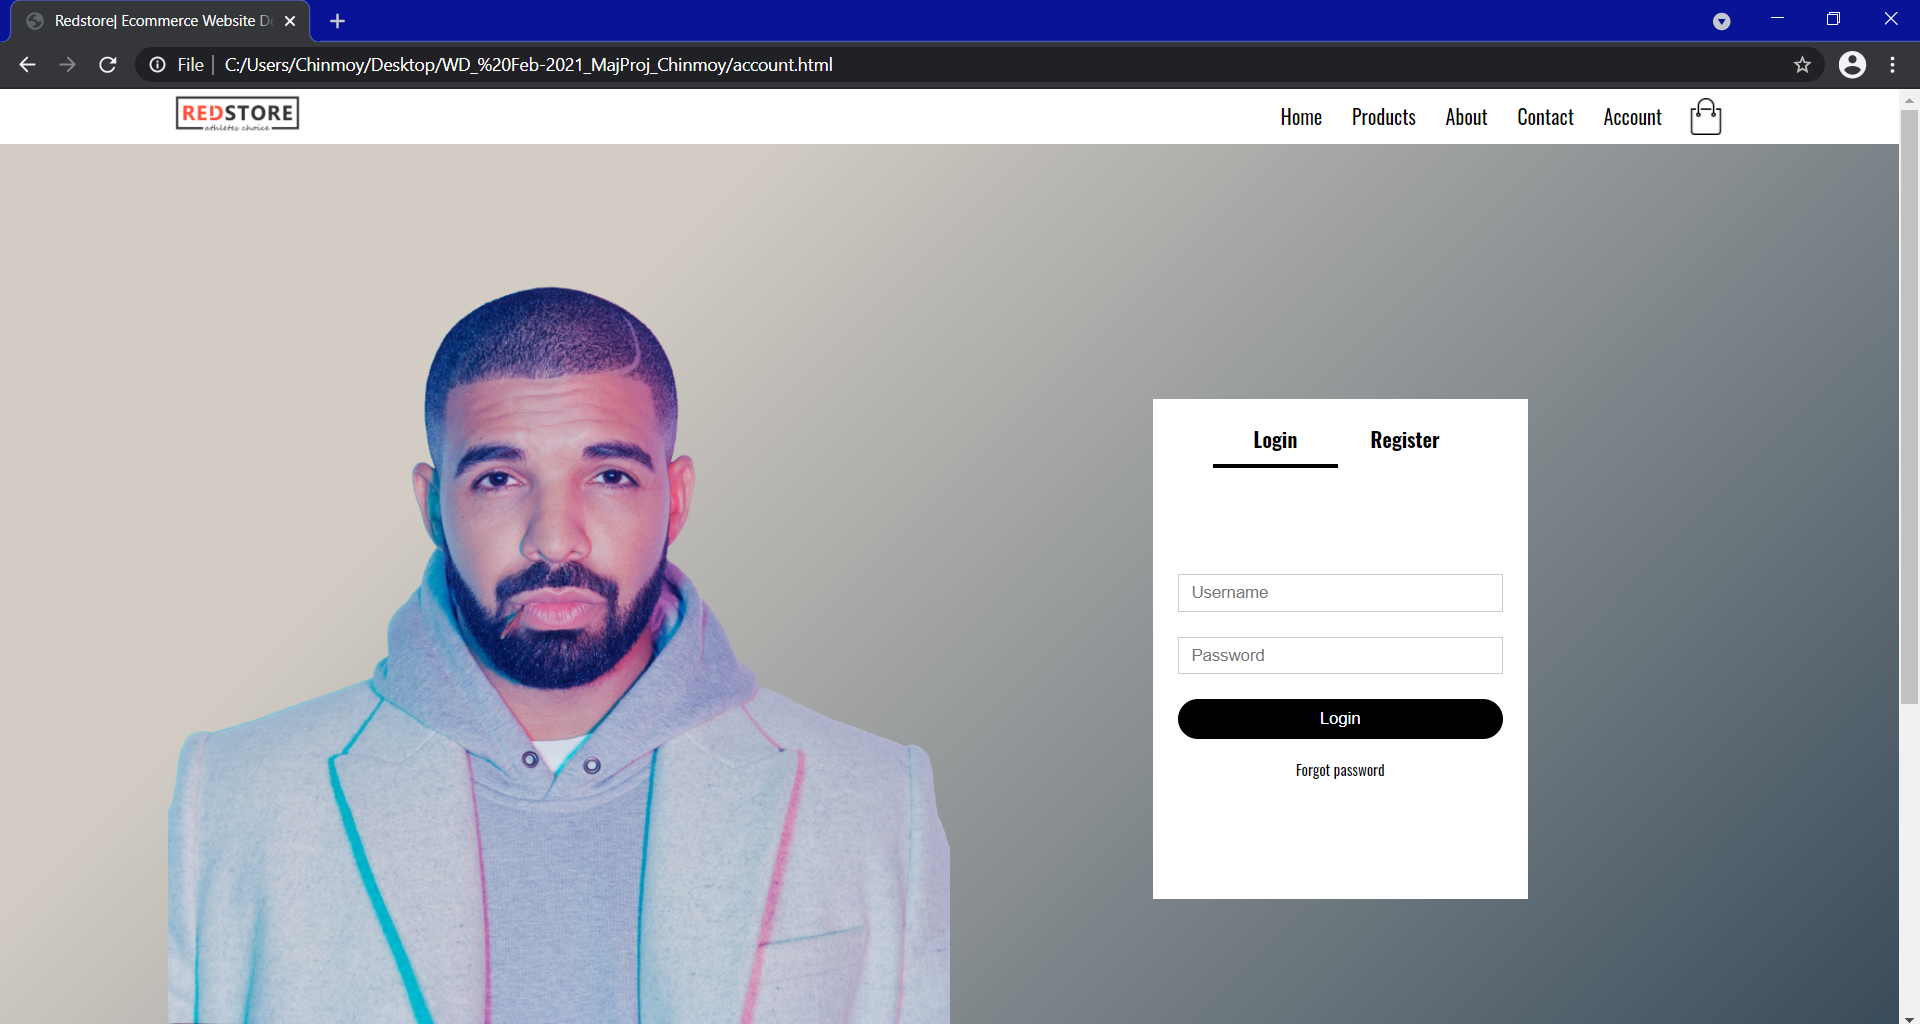 Redstore| Ecommerce Website De
File
C:/Users/Chinmoy/Desktop/WD_%20Feb-2021_MajProj_Chinmoy/account.html
REDSTORE
athletes choice
Home Products About Contact Account
Login Register
Username
Password
Login
Forgot password